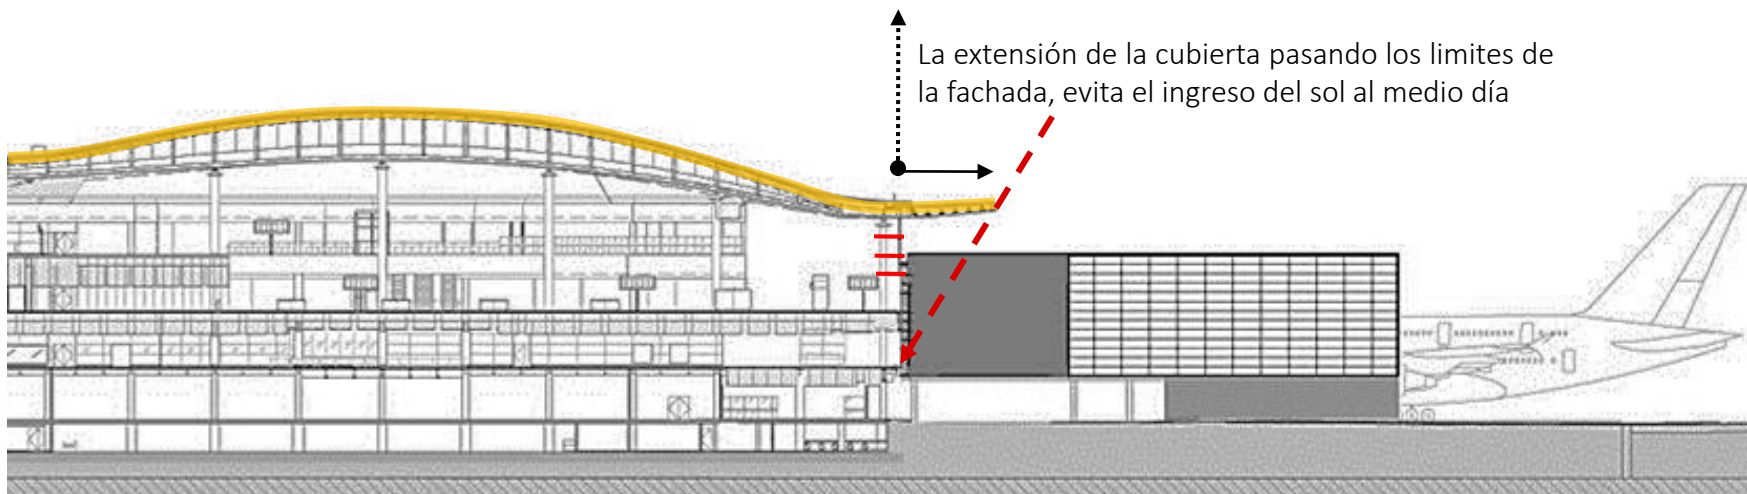 La extensión de la cubierta pasando los limites de
la fachada, evita el ingreso del sol al medio día